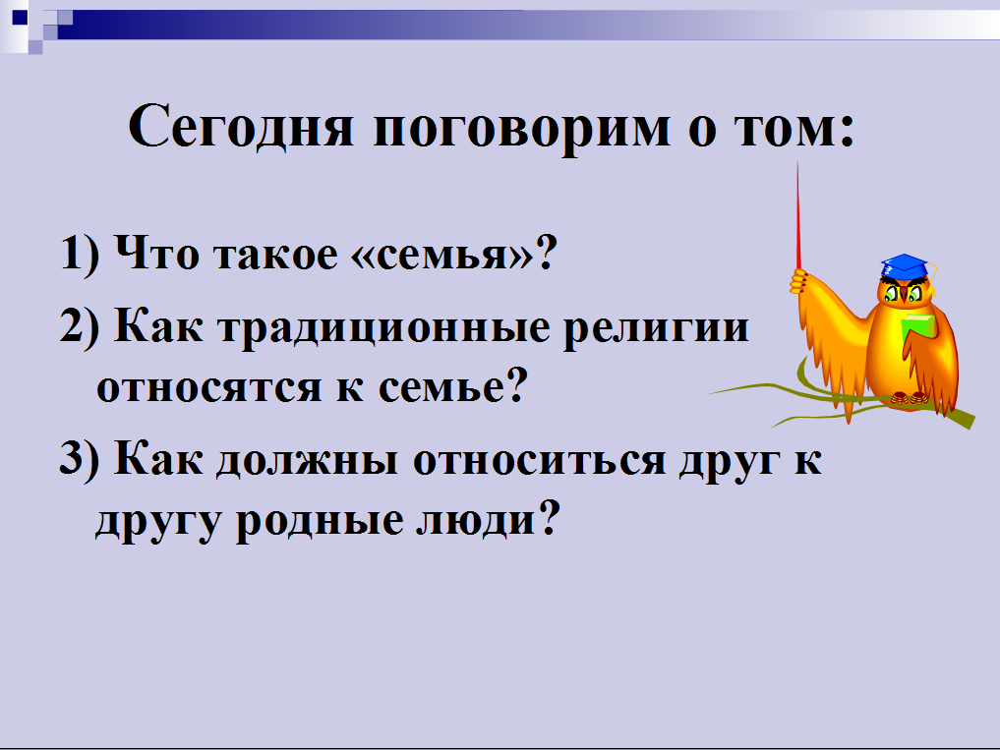 Сегодня поговорим о том:
1) Что такое «семья»?
2) Как традиционные религии
относятся к семье?
3) Как должны относиться друг к
другу родные люди?